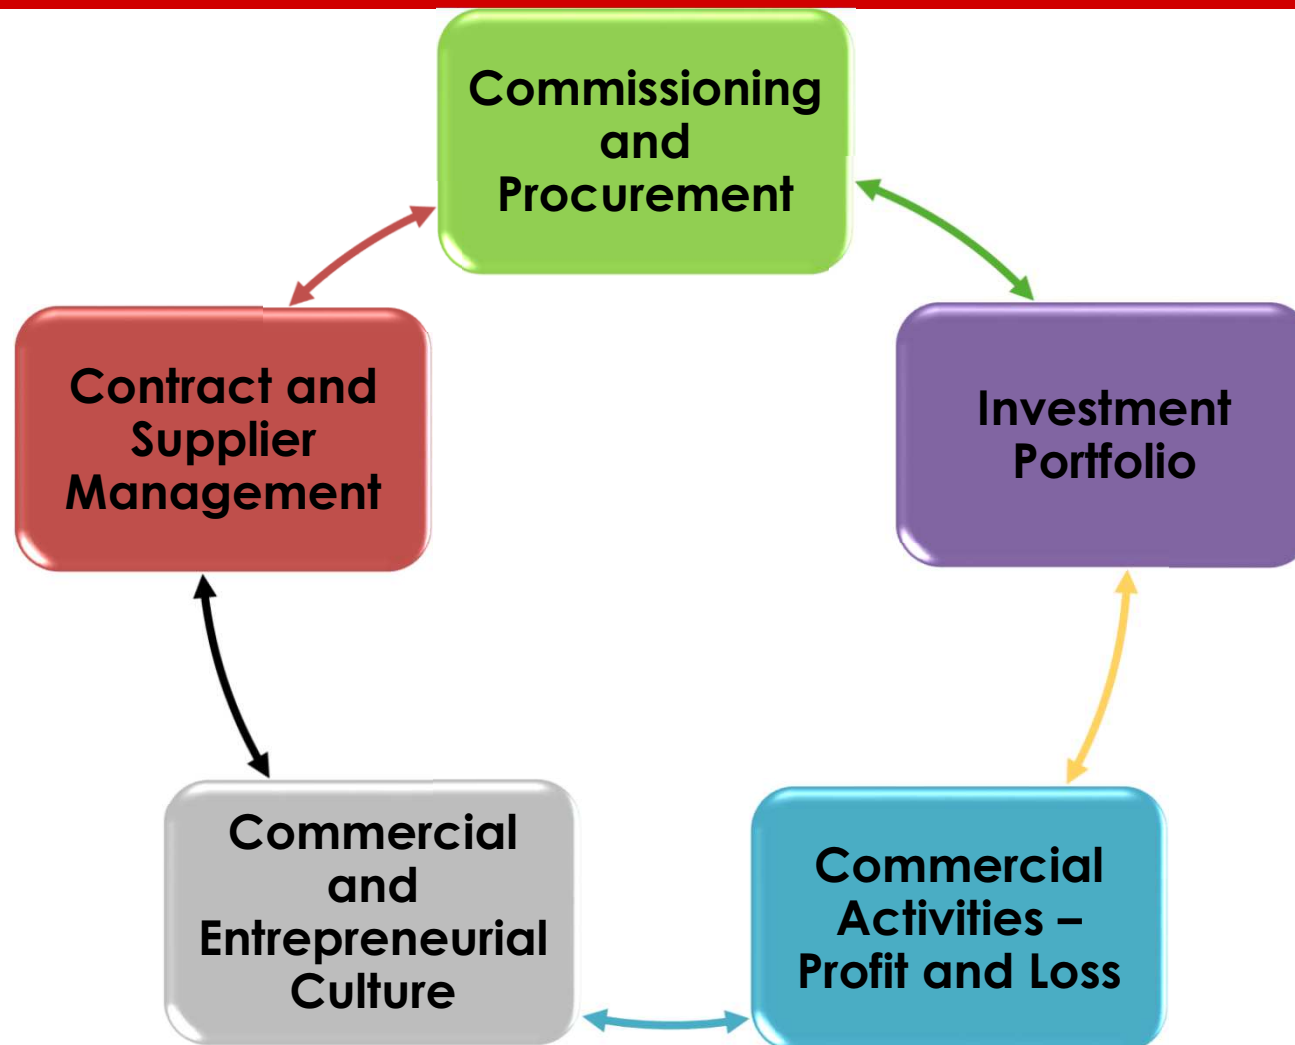 Commissioning
and
Procurement
Contract and
Supplier
Management
Investment
Portfolio
Commercial
and
Entrepreneurial
Culture
Commercial
Activities –
Profit and Loss